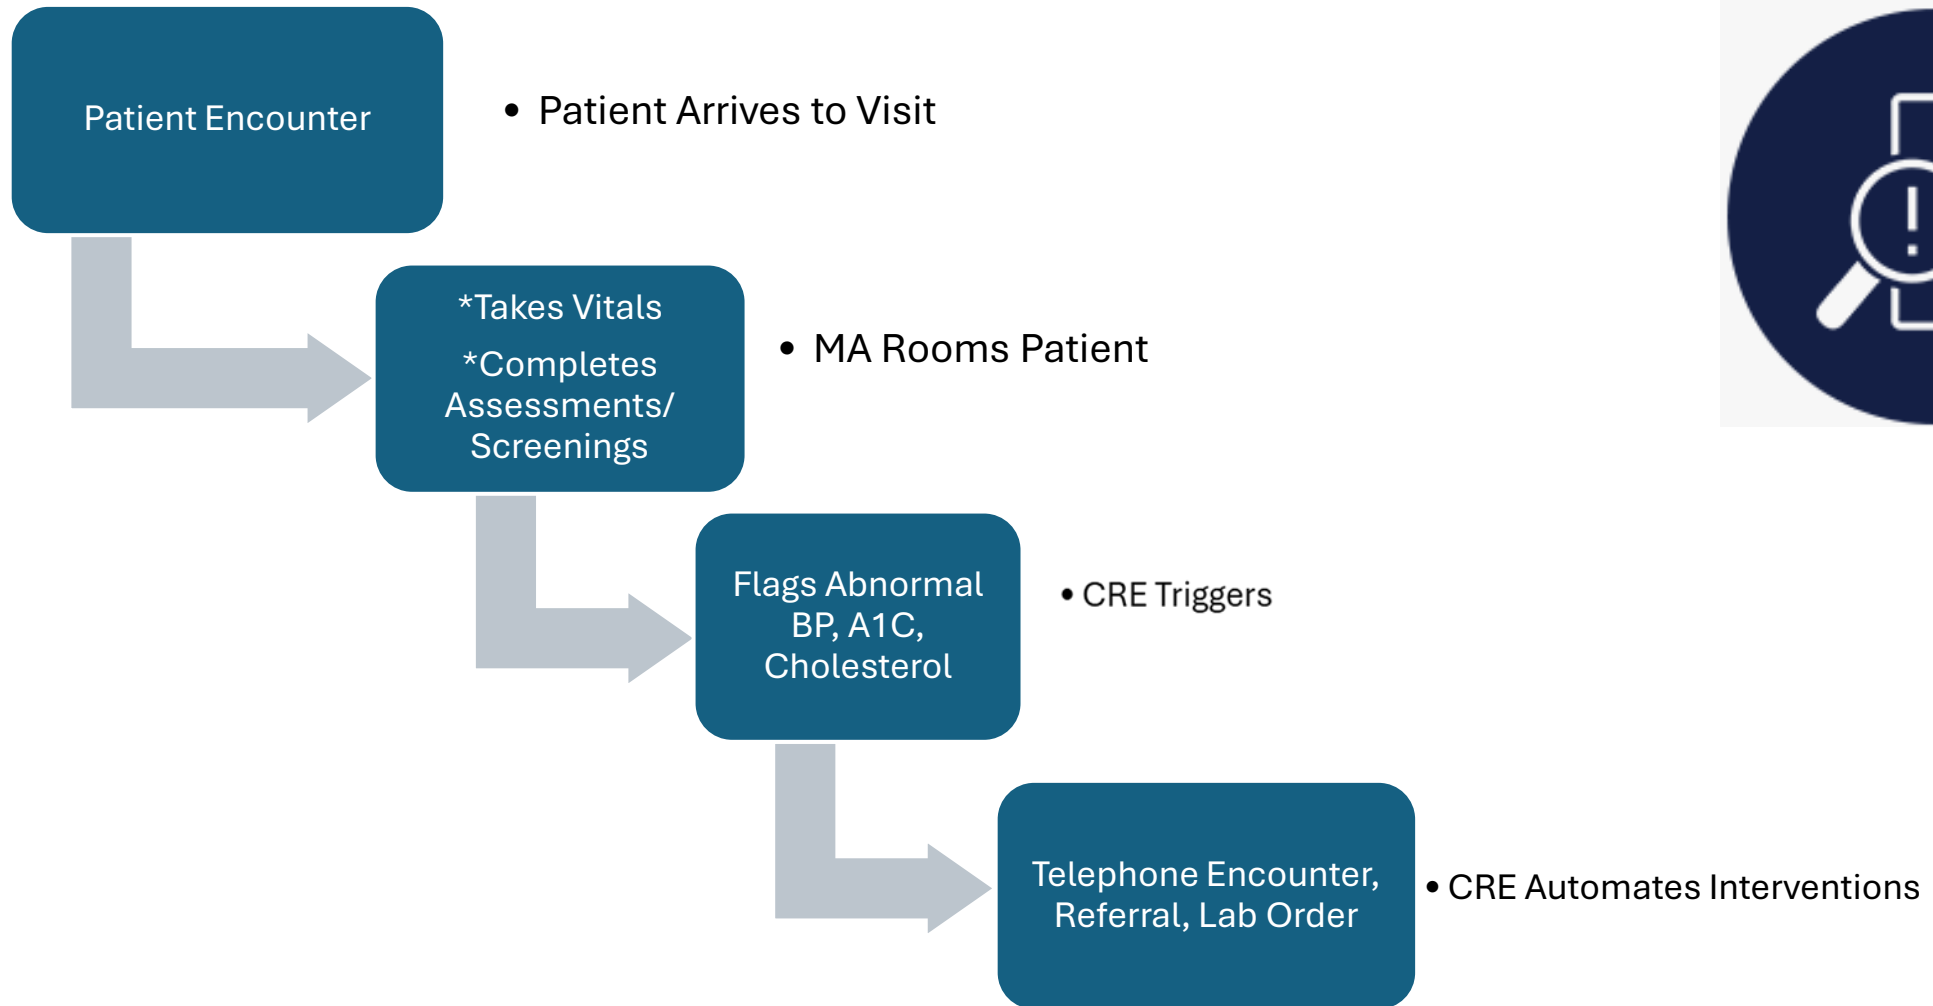 Patient Encounter
• Patient Arrives to Visit
*Takes Vitals
*Completes
Assessments/
Screenings
• MA Rooms Patient
Flags Abnormal
BP, A1C,
Cholesterol
• CRE Triggers
Telephone Encounter,
Referral, Lab Order
• CRE Automates Interventions